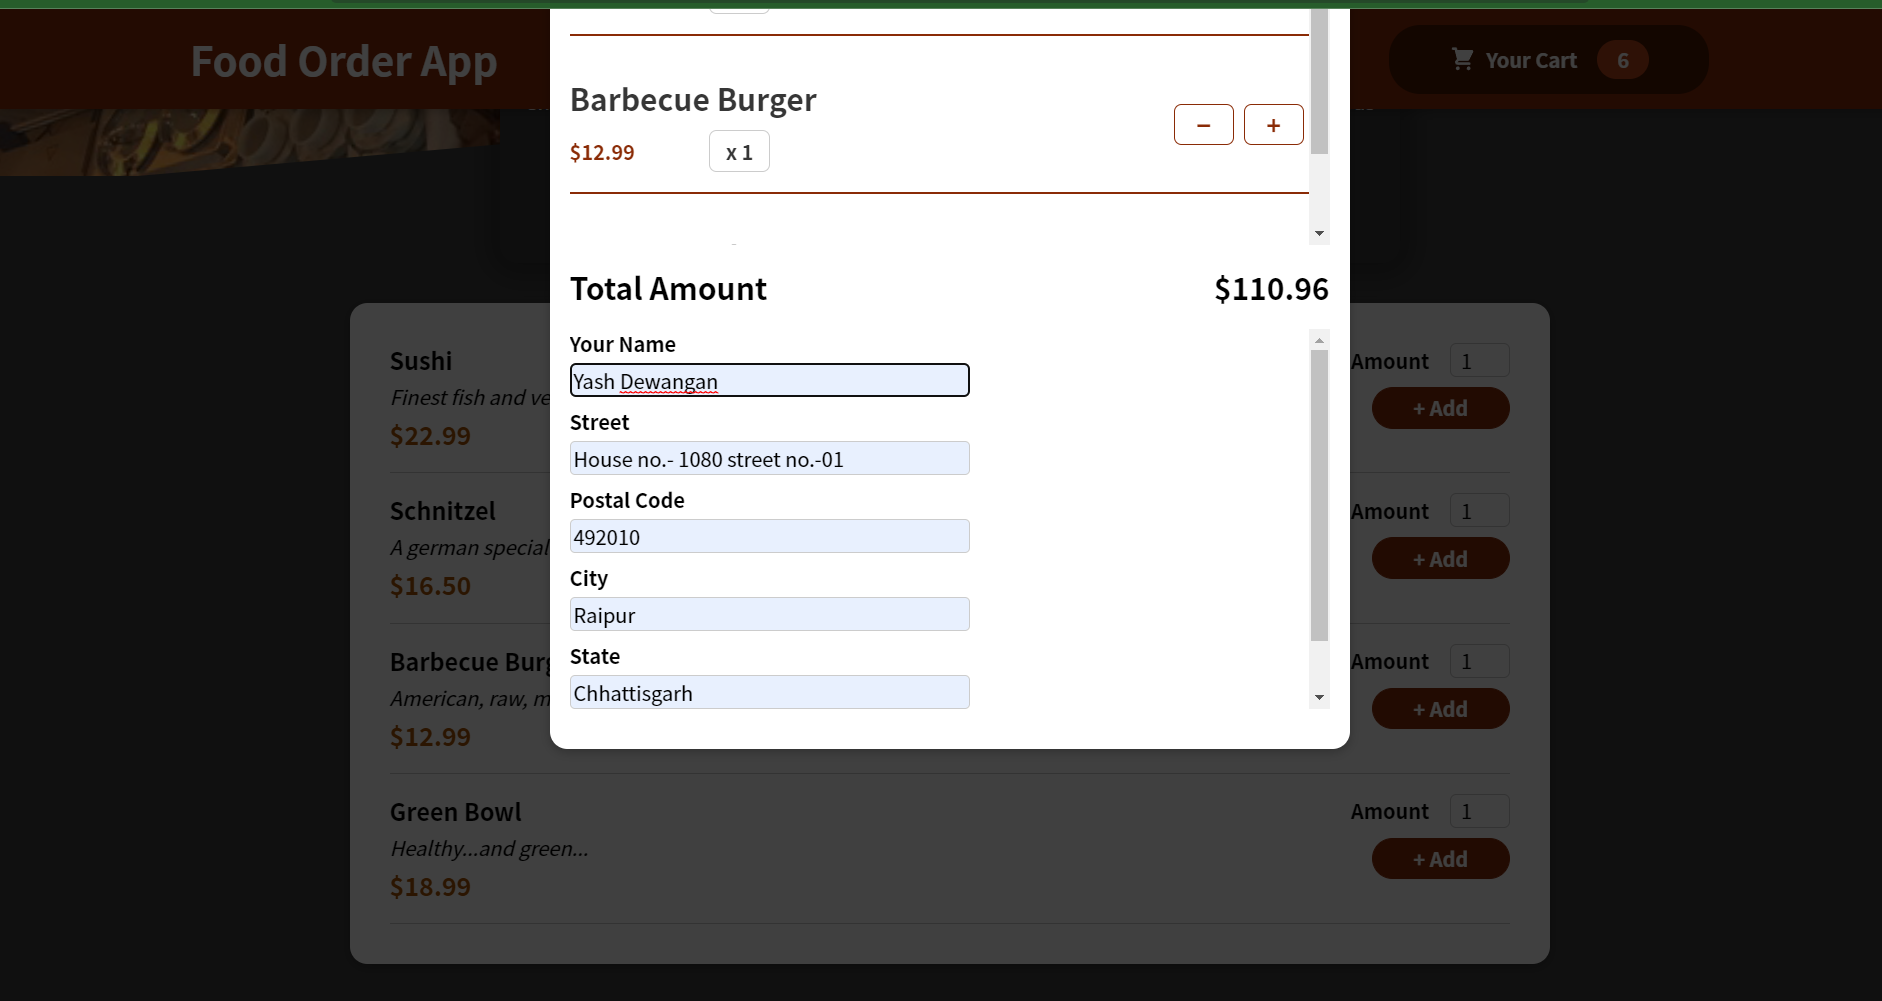 Food Order App
Your Cart 6
Barbecue Burger
− +
$12.99 x 1
Total Amount $110.96
Your Name
Yash Dewangan
Street
House no.- 1080 street no.-01
Postal Code
492010
City
Raipur
State
Chhattisgarh
Sushi
Finest fish and ve
$22.99
Amount 1
+ Add
Schnitzel
A german special
$16.50
Amount 1
+ Add
Barbecue Burg
American, raw, m
$12.99
Amount 1
+ Add
Green Bowl
Healthy...and green...
$18.99
Amount 1
+ Add